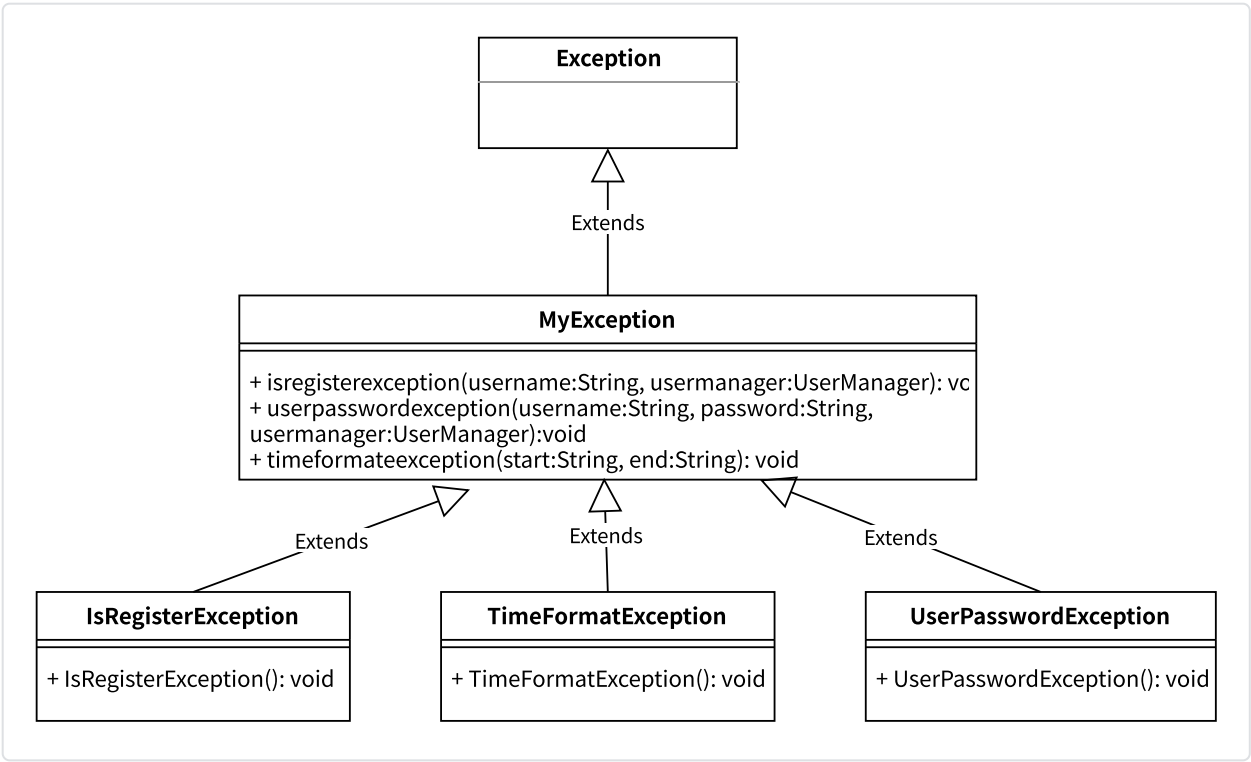 Exception
Extends
MyException
+ isregisterexception(username:String, usermanager:UserManager): vo
+ userpasswordexception(username:String, password:String,
usermanager:UserManager):void
+ timeformateexception(start:String, end:String): void
Extends
Extends
Extends
IsRegisterException
+ IsRegisterException(): void
TimeFormatException
+ TimeFormatException(): void
UserPasswordException
+ UserPasswordException(): void